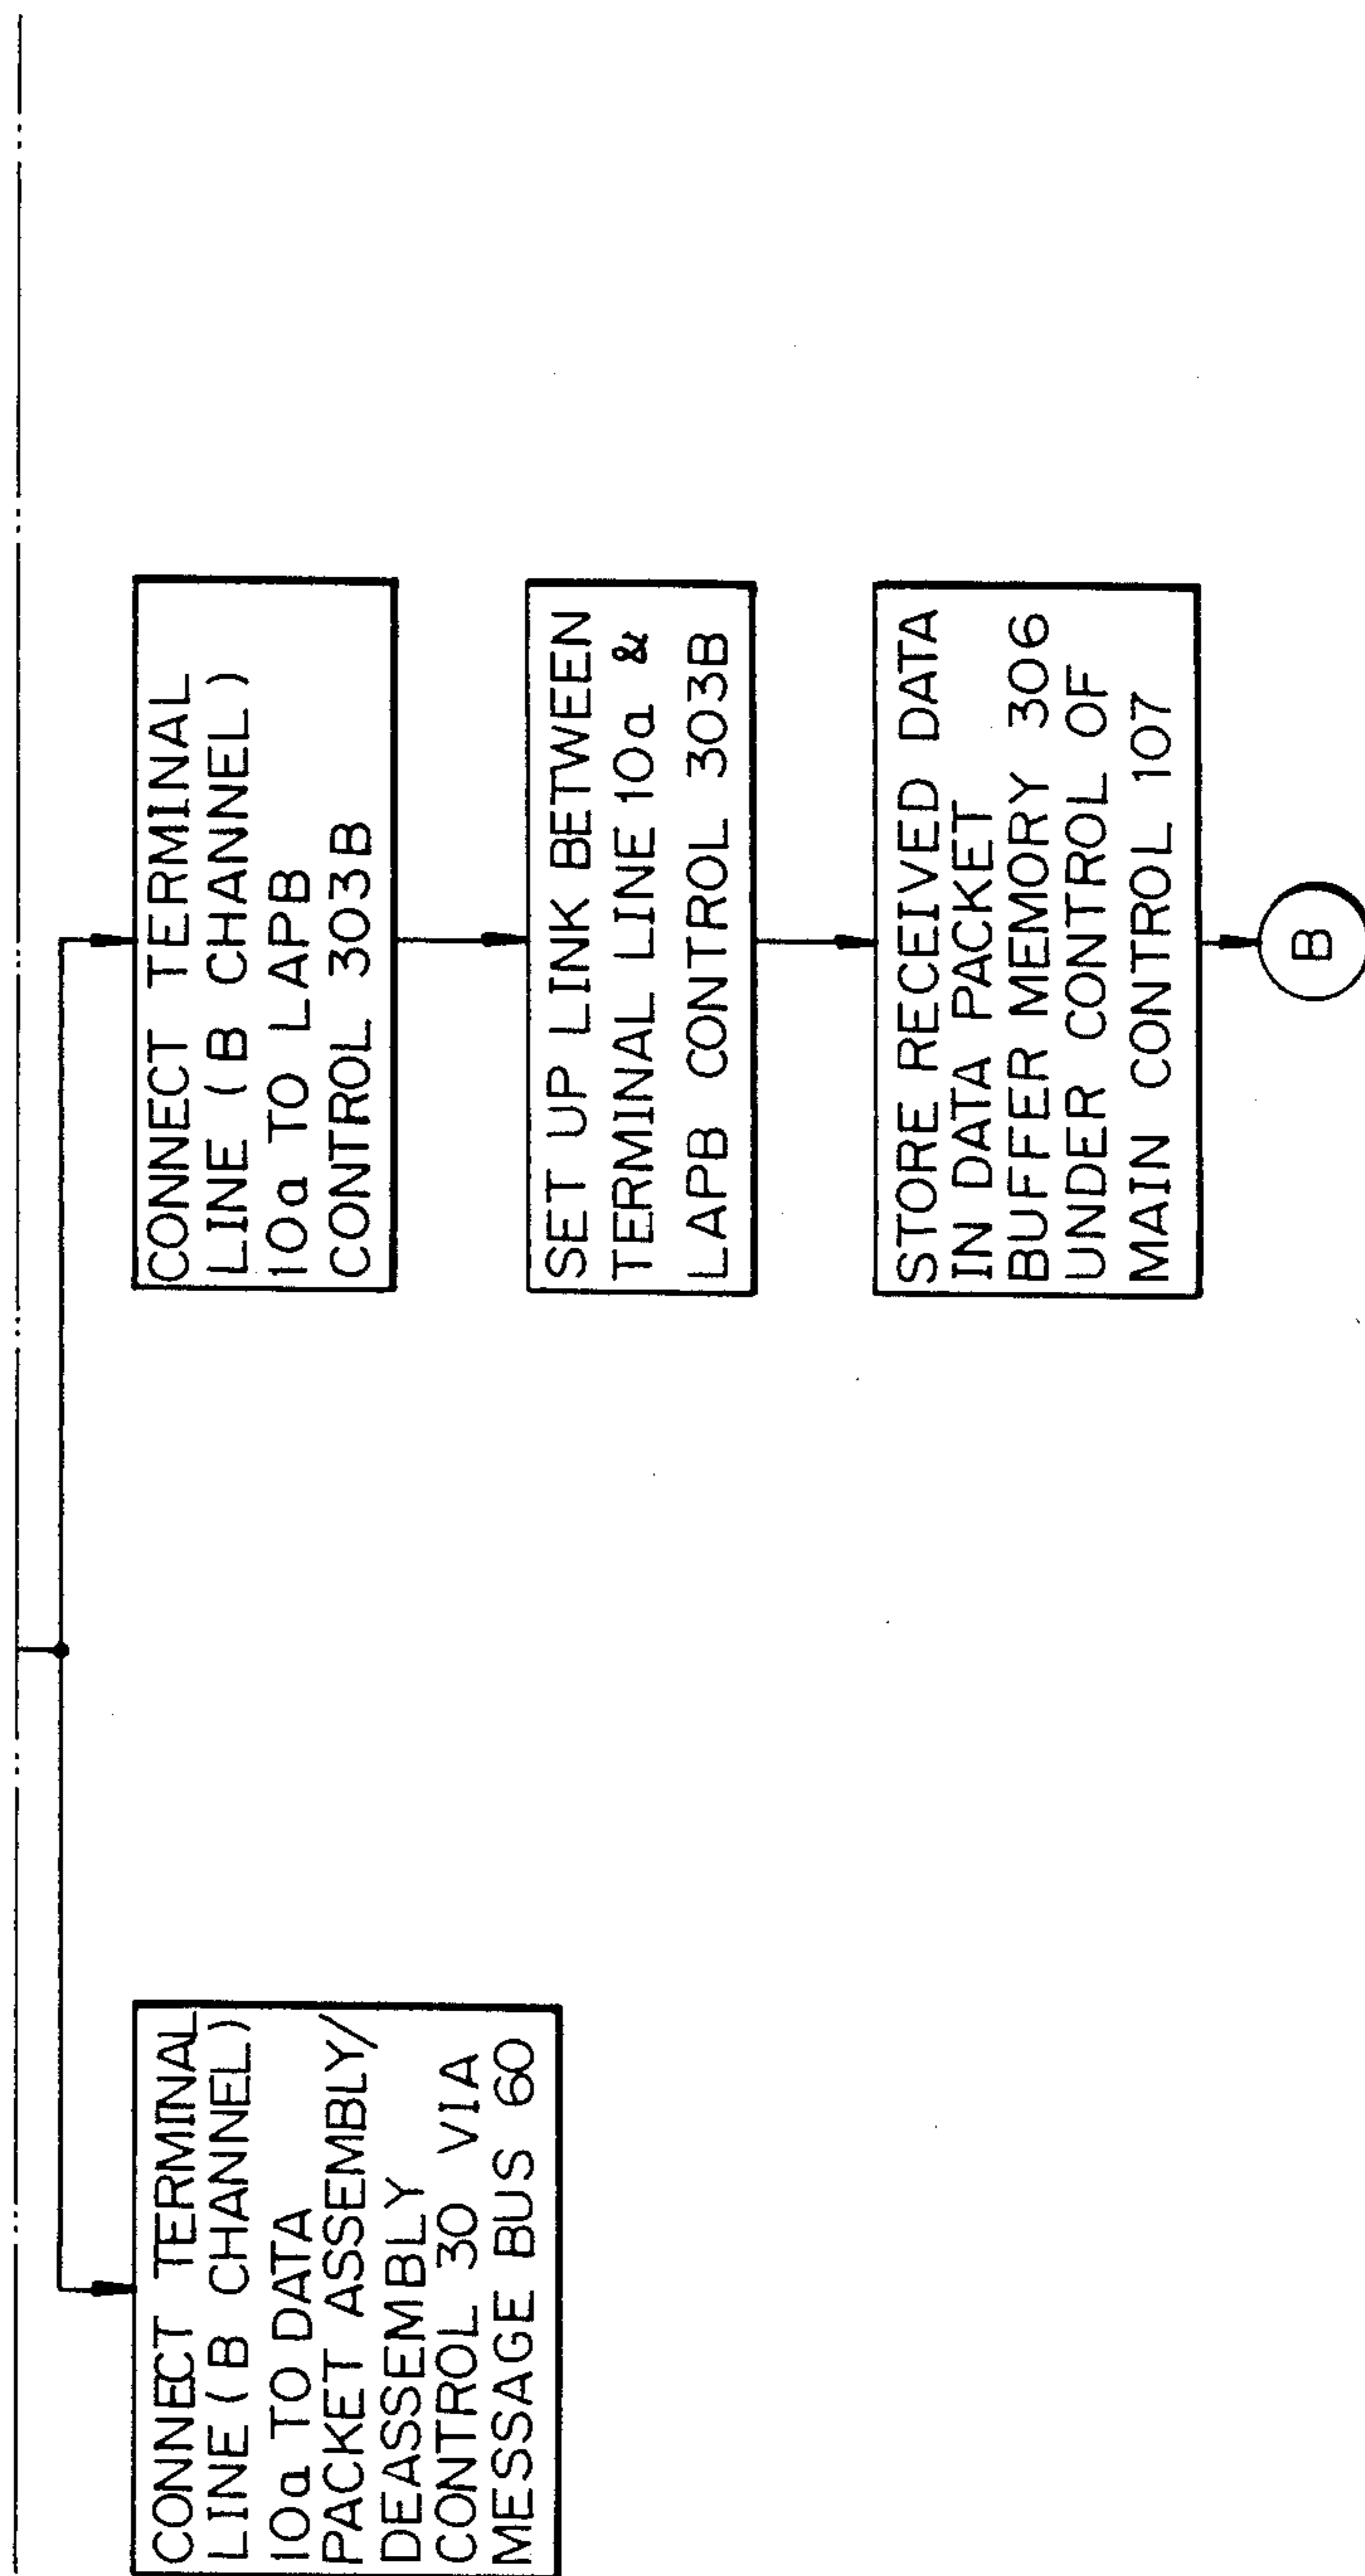 CONNECT TERMINAL
LINE (B CHANNEL)
10a TO DATA
PACKET ASSEMBLY/
DEASSEMBLY
CONTROL 30 VIA
MESSAGE BUS 60
CONNECT TERMINAL
LINE (B CHANNEL)
10a TO LAPB
CONTROL 303B
SET UP LINK BETWEEN
TERMINAL LINE 10a &
LAPB CONTROL 303B
STORE RECEIVED DATA
IN DATA PACKET
BUFFER MEMORY 306
UNDER CONTROL OF
MAIN CONTROL 107
B